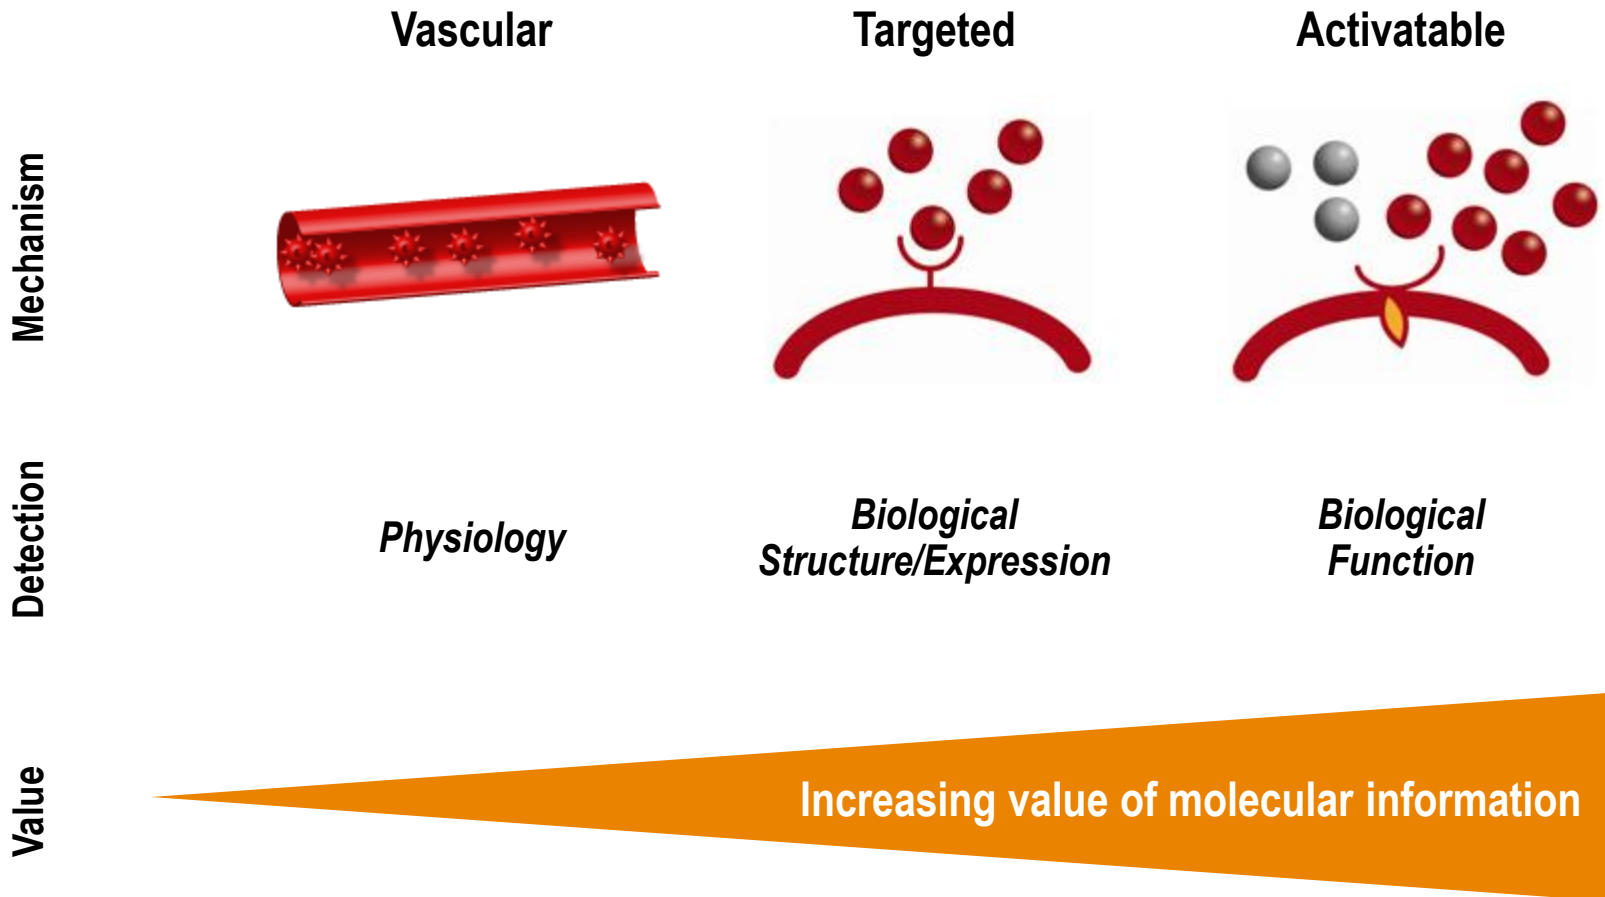 Vascular
Targeted
Activatable
Mechanism
Detection
Physiology
Biological
Structure/Expression
Biological
Function
Value
Increasing value of molecular information